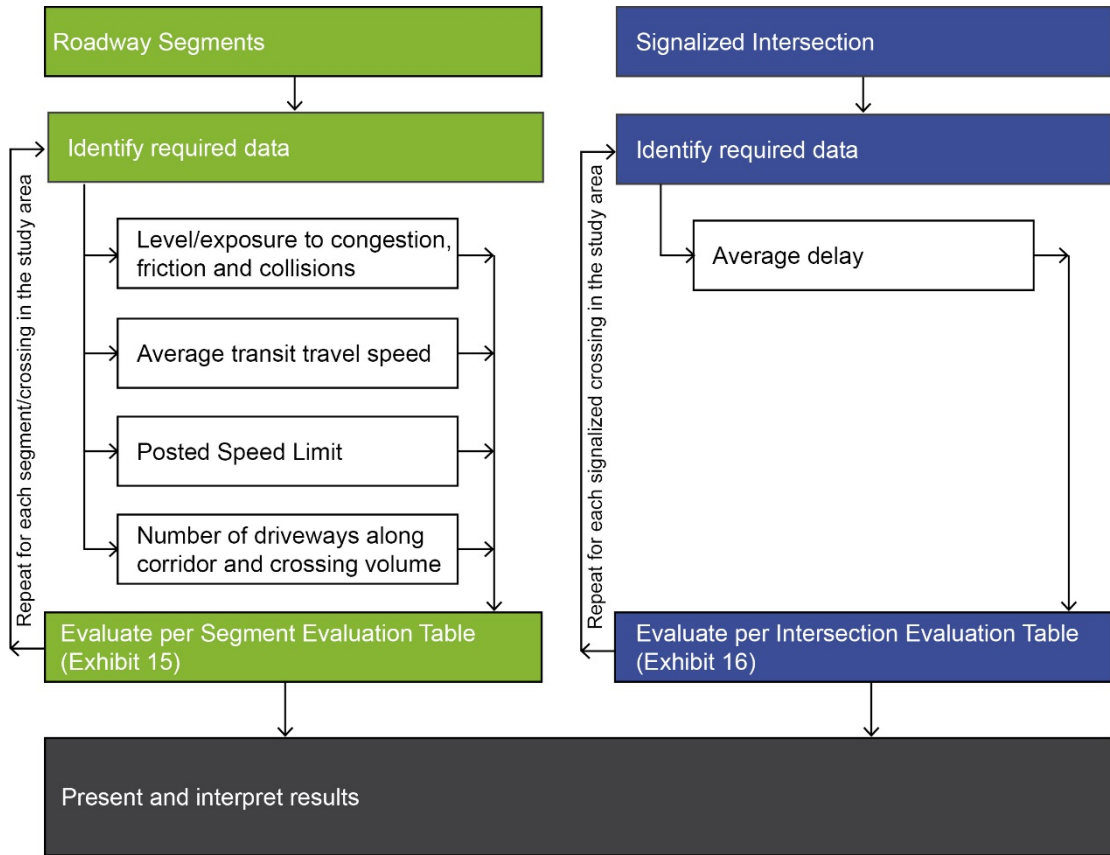 Roadway Segments
Identify required data
Level/exposure to congestion,
friction and collisions
Average transit travel speed
Posted Speed Limit
Number of driveways along
corridor and crossing volume
Evaluate per Segment Evaluation Table
(Exhibit 15)
Repeat for each segment/crossing in the study area
Signalized Intersection
Identify required data
Average delay
Evaluate per Intersection Evaluation Table
(Exhibit 16)
Repeat for each signalized crossing in the study area
Present and interpret results